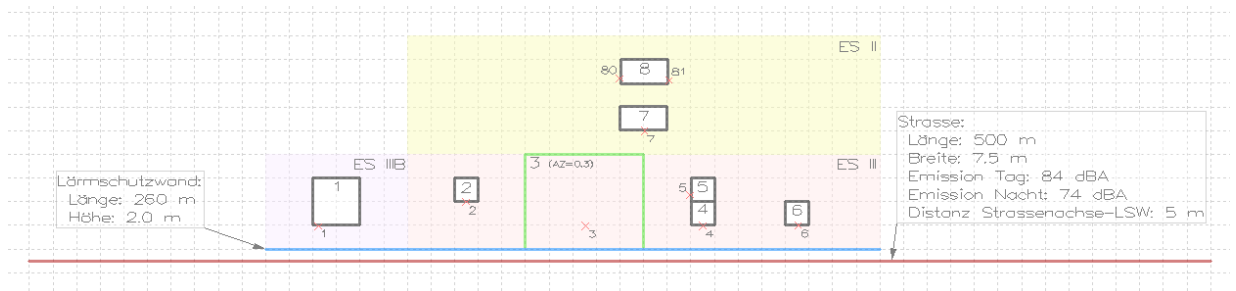 ES II
80
8
81
7
7
Strasse:
Länge: 500 m
Breite: 7.5 m
Emission Tag: 84 dBA
Emission Nacht: 74 dBA
Distanz Strassenachse-LSW: 5 m
ES IIIB
3 (AZ=0.3)
ES III
Lärmschutzwand:
Länge: 260 m
Höhe: 2.0 m
1
2
5
5
4
6
2
1
3
4
6